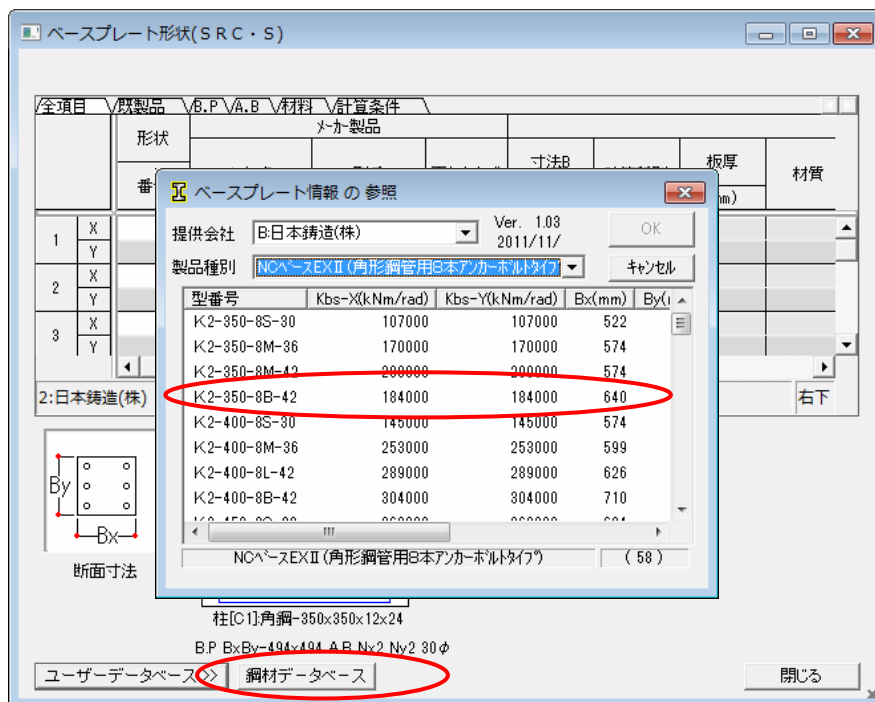 ベースプレート形状(ＳＲＣ・Ｓ)
全項目 既製品 B.P A.B 材料 計算条件
形状 メーカー製品
寸法B 板厚 材質
番
mm)
1 X
Y
2 X
Y
3 X
Y
2:日本鋳造(株) 右下
ベースプレート情報 の 参照
提供会社 B:日本鋳造(株) Ver. 1.03 OK
2011/11/
製品種別 NCベースEXⅡ(角形鋼管用8本アンカーボルトタイプ) キャンセル
型番号 Kbs-X(kNm/rad) Kbs-Y(kNm/rad) Bx(mm) By(
K2-350-8S-30 107000 107000 522
K2-350-8M-36 170000 170000 574
K2-350-8M-42 200000 200000 574
K2-350-8B-42 184000 184000 640
K2-400-8S-30 145000 145000 574
K2-400-8M-36 253000 253000 599
K2-400-8L-42 289000 289000 626
K2-400-8B-42 304000 304000 710
NCベースEXⅡ(角形鋼管用8本アンカーボルトタイプ) ( 58 )
By
Bx
断面寸法
柱[C1]:角鋼-350x350x12x24
B.P BxBy-494x494 A.B Nx2 Ny2 30φ
ユーザーデータベース>> 鋼材データベース 閉じる